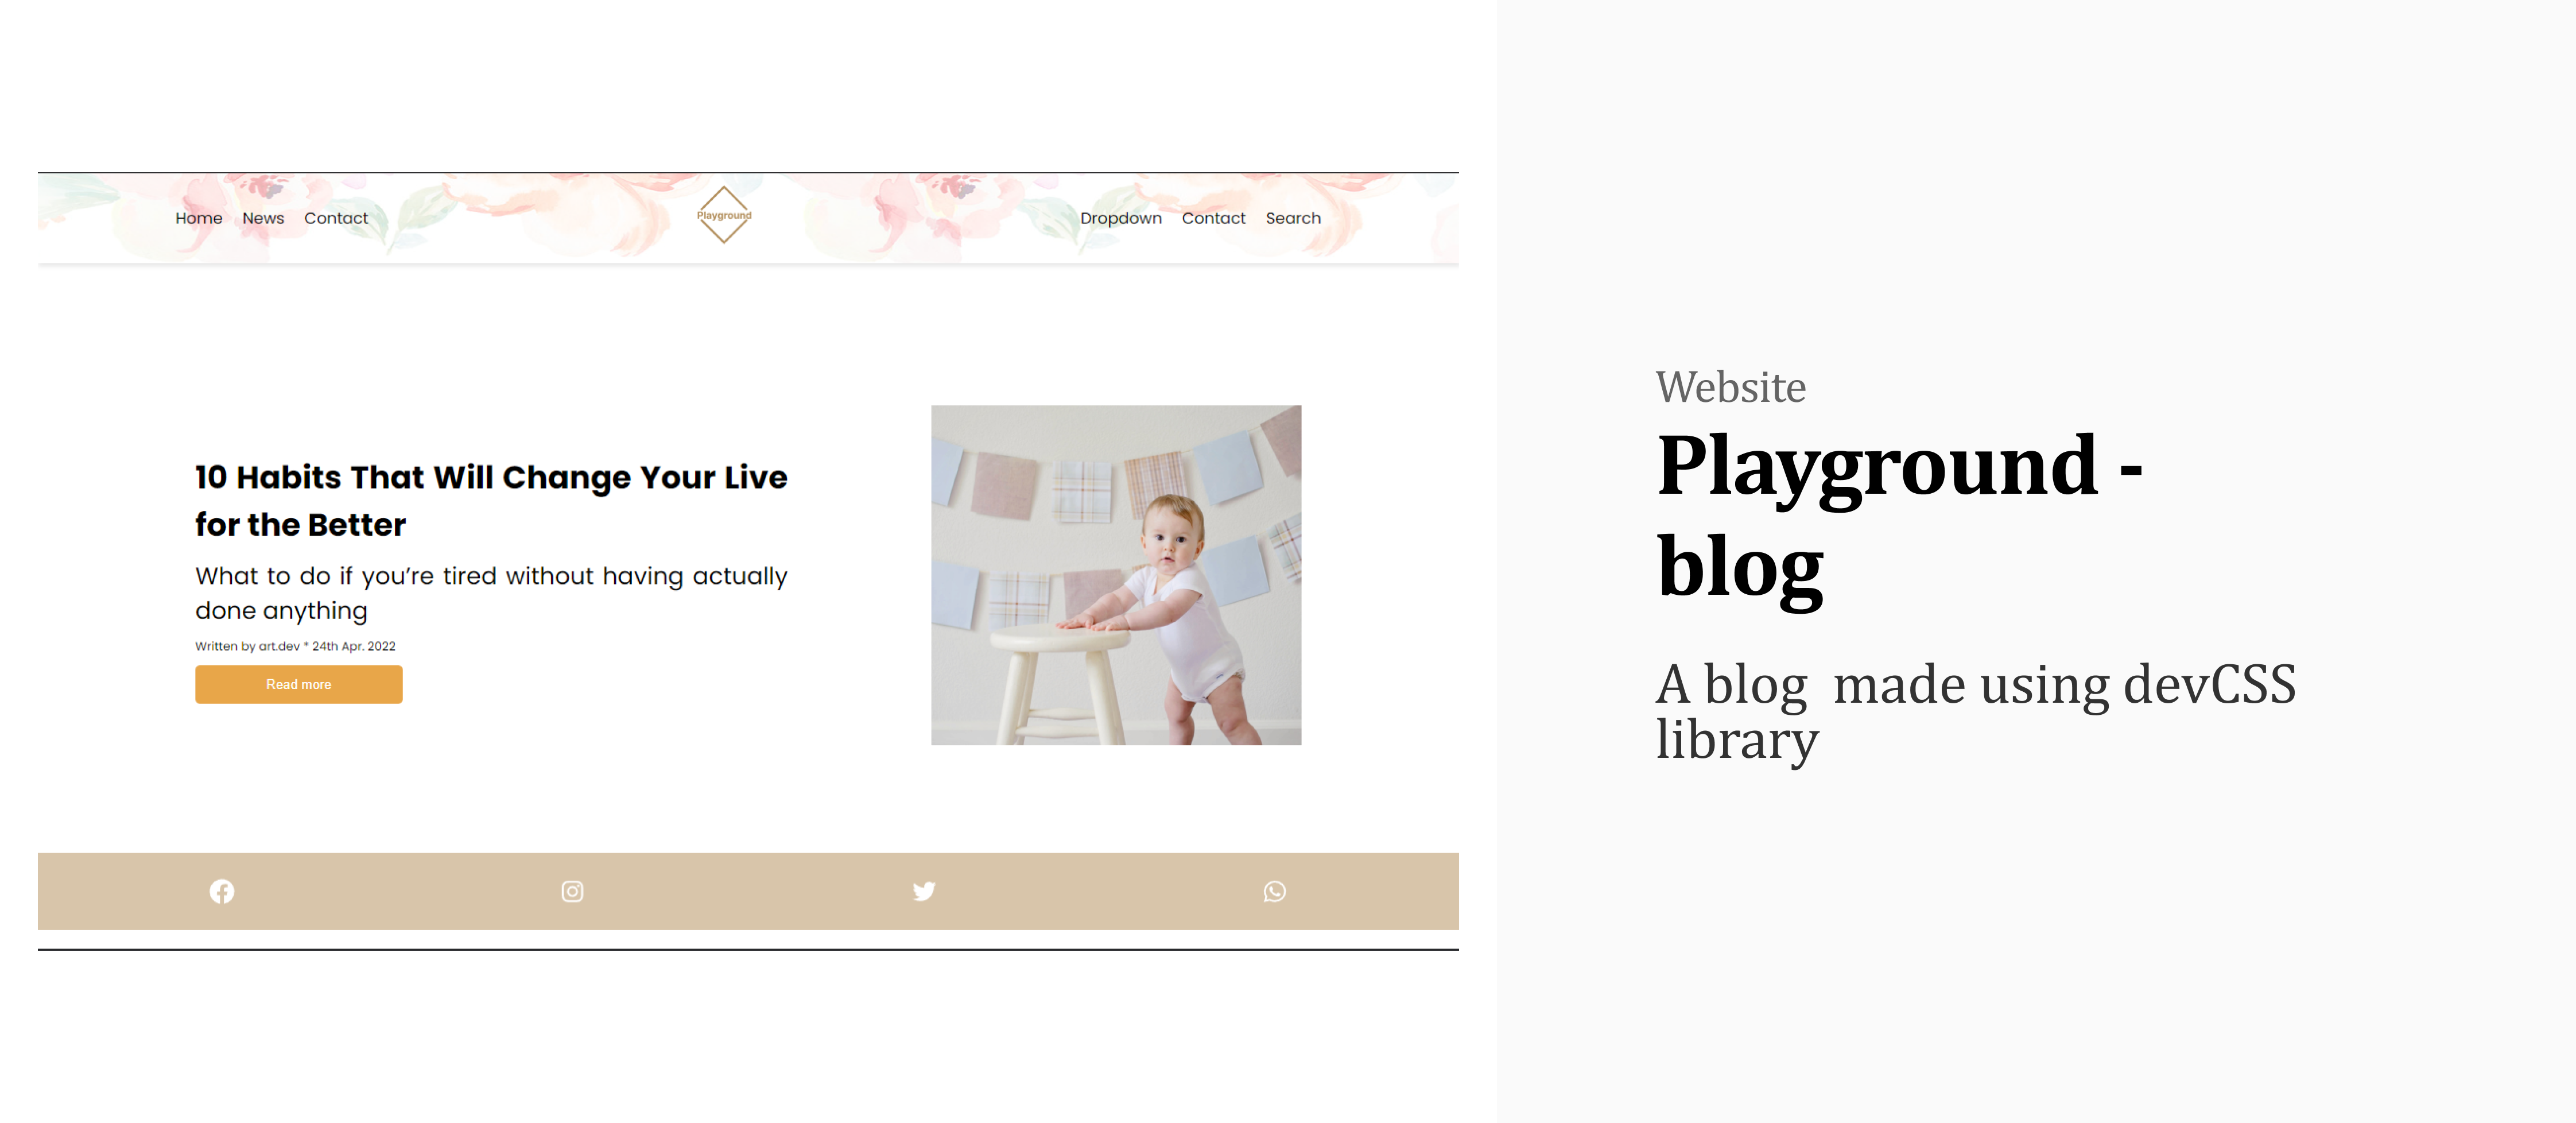 Home News Contact
Playground
Dropdown Contact Search
10 Habits That Will Change Your Live
for the Better
What to do if you’re tired without having actually
done anything
Written by art.dev * 24th Apr. 2022
Read more
Website
Playground -
blog
A blog  made using devCSS
library